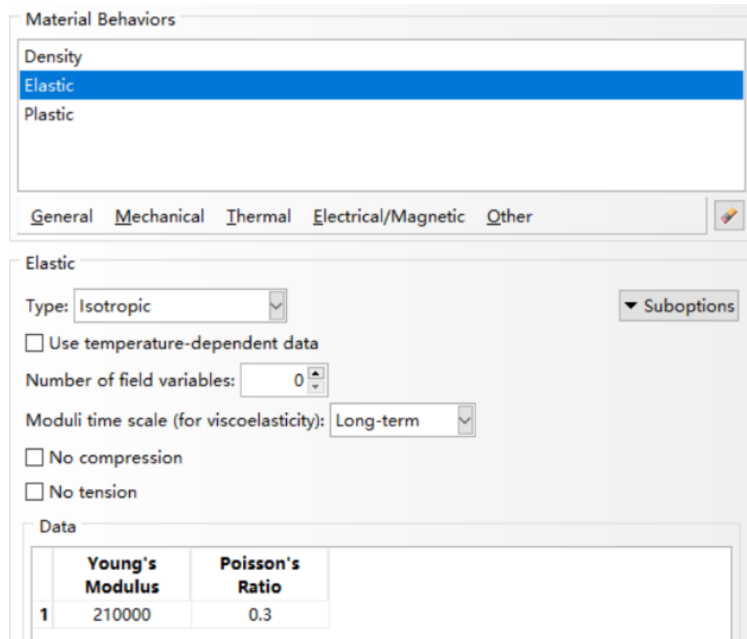 Material Behaviors
Density
Elastic
Plastic
General Mechanical Thermal Electrical/Magnetic Other
Elastic
Type: Isotropic Suboptions
Use temperature-dependent data
Number of field variables: 0
Moduli time scale (for viscoelasticity): Long-term
No compression
No tension
Data
Young's Poisson's
Modulus Ratio
1 210000 0.3